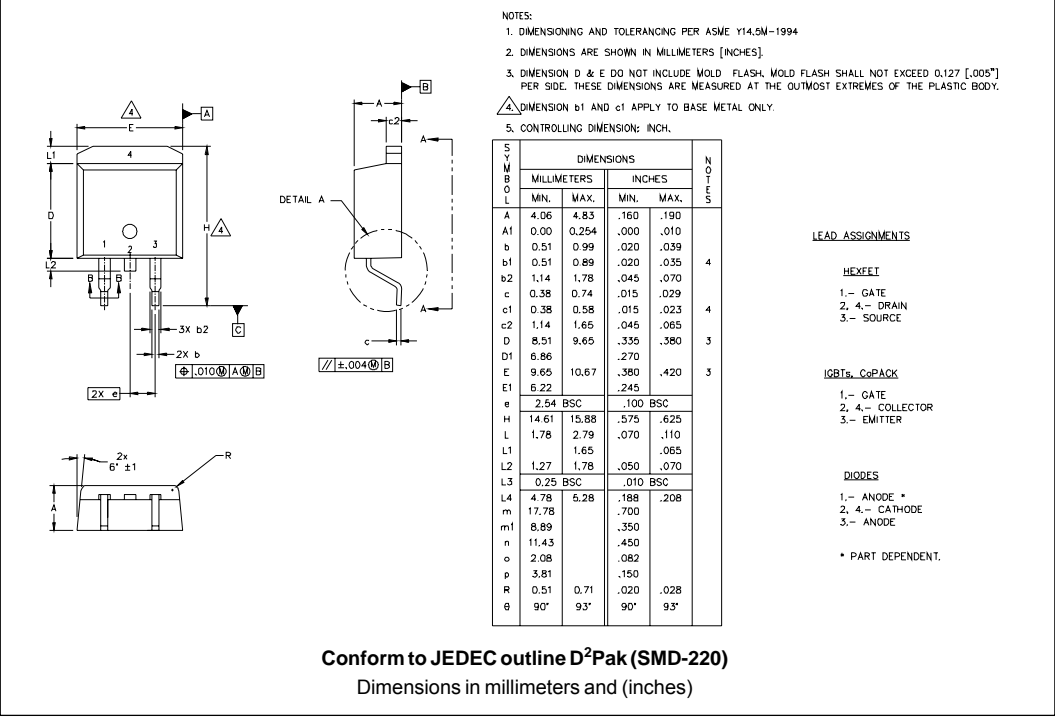 NOTES:
1. DIMENSIONING AND TOLERANCING PER ASME Y14.5M-1994
2. DIMENSIONS ARE SHOWN IN MILLIMETERS [INCHES].
3. DIMENSION D & E DO NOT INCLUDE MOLD FLASH. MOLD FLASH SHALL NOT EXCEED 0.127 [.005"]
PER SIDE. THESE DIMENSIONS ARE MEASURED AT THE OUTMOST EXTREMES OF THE PLASTIC BODY.
4. DIMENSION b1 AND c1 APPLY TO BASE METAL ONLY.
5. CONTROLLING DIMENSION: INCH.
4
E
A
L1
4
D
H
4
1
2
3
L2
B
B
C
3X b2
2X b
⌖ .010 Ⓜ A Ⓜ B
2X e
B
A
c2
A
DETAIL A
A
c
// ±.004 Ⓜ B
2x
6° ±1
R
A
SYMBOL DIMENSIONS NOTES
MILLIMETERS INCHES
MIN. MAX. MIN. MAX.
A 4.06 4.83 .160 .190
A1 0.00 0.254 .000 .010
b 0.51 0.99 .020 .039
b1 0.51 0.89 .020 .035 4
b2 1.14 1.78 .045 .070
c 0.38 0.74 .015 .029
c1 0.38 0.58 .015 .023 4
c2 1.14 1.65 .045 .065
D 8.51 9.65 .335 .380 3
D1 6.86 .270
E 9.65 10.67 .380 .420 3
E1 6.22 .245
e 2.54 BSC .100 BSC
H 14.61 15.88 .575 .625
L 1.78 2.79 .070 .110
L1 1.65 .065
L2 1.27 1.78 .050 .070
L3 0.25 BSC .010 BSC
L4 4.78 5.28 .188 .208
m 17.78 .700
m1 8.89 .350
n 11.43 .450
o 2.08 .082
p 3.81 .150
R 0.51 0.71 .020 .028
θ 90° 93° 90° 93°
LEAD ASSIGNMENTS
HEXFET
1.- GATE
2, 4.- DRAIN
3.- SOURCE
IGBTs, CoPACK
1.- GATE
2, 4.- COLLECTOR
3.- EMITTER
DIODES
1.- ANODE *
2, 4.- CATHODE
3.- ANODE
* PART DEPENDENT.
Conform to JEDEC outline D²Pak (SMD-220)
Dimensions in millimeters and (inches)